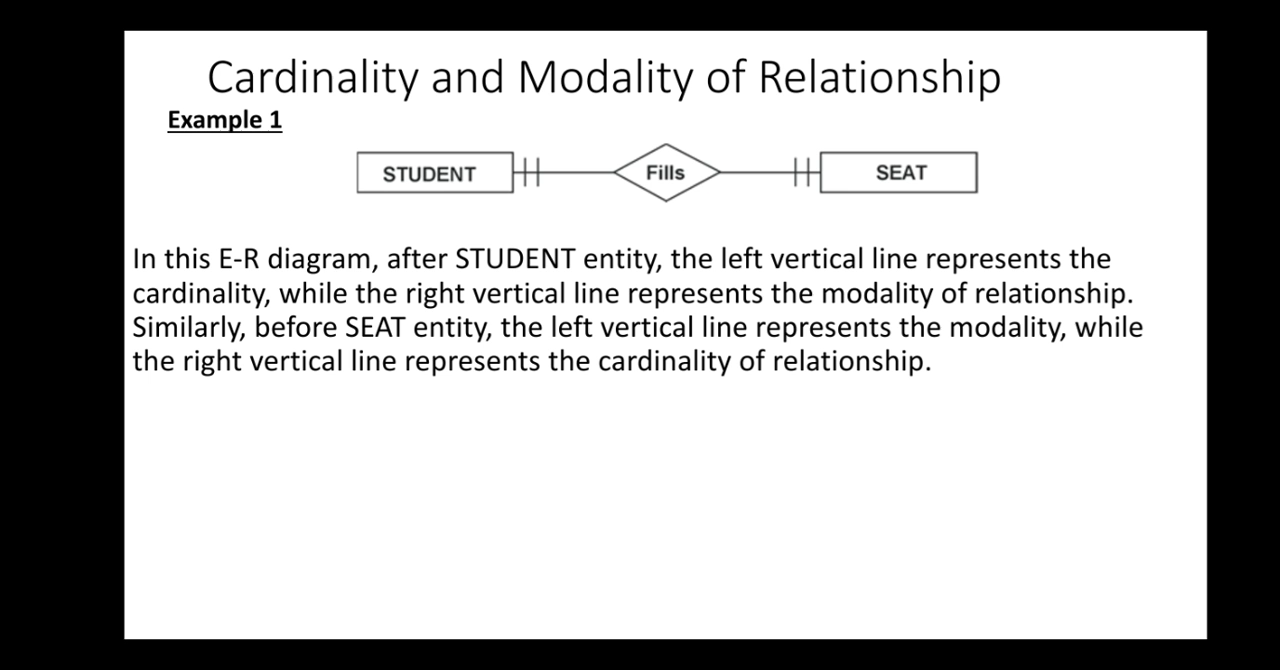 Cardinality and Modality of Relationship
Example 1
STUDENT Fills SEAT
In this E-R diagram, after STUDENT entity, the left vertical line represents the
cardinality, while the right vertical line represents the modality of relationship.
Similarly, before SEAT entity, the left vertical line represents the modality, while
the right vertical line represents the cardinality of relationship.